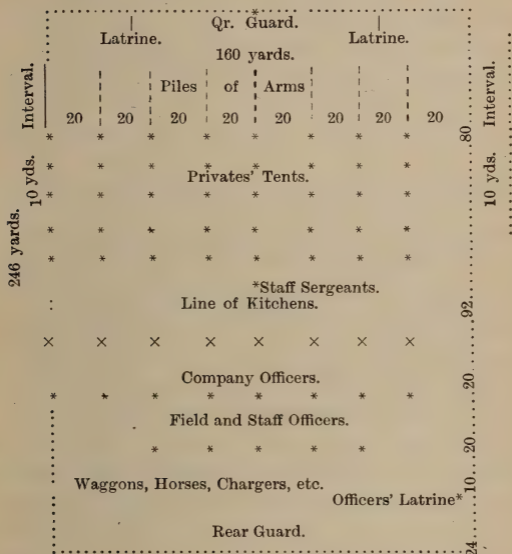 Qr. Guard.
Latrine. Latrine.
160 yards.
Interval. Piles of Arms Interval.
20 20 20 20 20 20 20 20
80
10 yds. 10 yds.
Privates' Tents.
246 yards.
*Staff Sergeants.
Line of Kitchens.
92
× × × × × × × ×
Company Officers.
20
Field and Staff Officers.
20
Waggons, Horses, Chargers, etc.
10
Officers' Latrine*
Rear Guard.
24